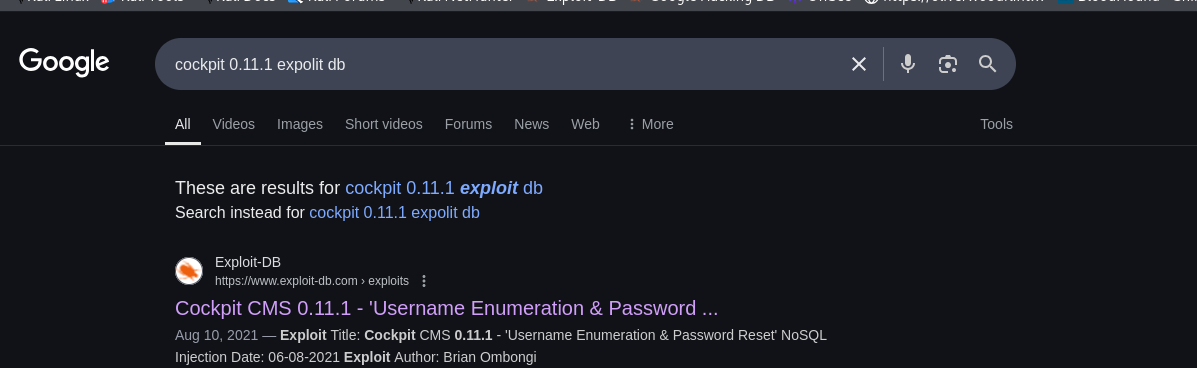 Google
cockpit 0.11.1 expolit db
All Videos Images Short videos Forums News Web More Tools
These are results for cockpit 0.11.1 exploit db
Search instead for cockpit 0.11.1 expolit db
Exploit-DB
https://www.exploit-db.com › exploits
Cockpit CMS 0.11.1 - 'Username Enumeration & Password ...
Aug 10, 2021 — Exploit Title: Cockpit CMS 0.11.1 - 'Username Enumeration & Password Reset' NoSQL
Injection Date: 06-08-2021 Exploit Author: Brian Ombongi